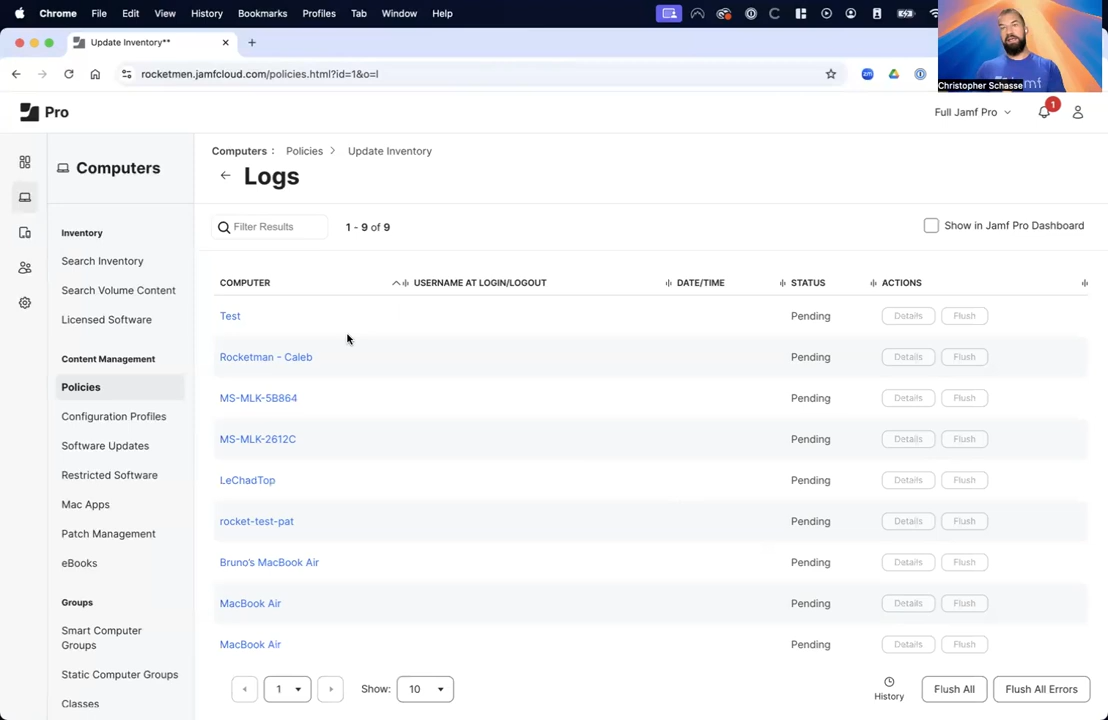 Chrome File Edit View History Bookmarks Profiles Tab Window Help
Update Inventory**
rocketmen.jamfcloud.com/policies.html?id=1&o=l
zm
Christopher Schasse
Pro
Full Jamf Pro
1
Computers
Computers : Policies > Update Inventory
Logs
Filter Results
1 - 9 of 9
Show in Jamf Pro Dashboard
Inventory
Search Inventory
Search Volume Content
Licensed Software
Content Management
Policies
Configuration Profiles
Software Updates
Restricted Software
Mac Apps
Patch Management
eBooks
Groups
Smart Computer Groups
Static Computer Groups
Classes
COMPUTER USERNAME AT LOGIN/LOGOUT DATE/TIME STATUS ACTIONS
Test Pending Details Flush
Rocketman - Caleb Pending Details Flush
MS-MLK-5B864 Pending Details Flush
MS-MLK-2612C Pending Details Flush
LeChadTop Pending Details Flush
rocket-test-pat Pending Details Flush
Bruno's MacBook Air Pending Details Flush
MacBook Air Pending Details Flush
MacBook Air Pending Details Flush
1 Show: 10
History
Flush All
Flush All Errors